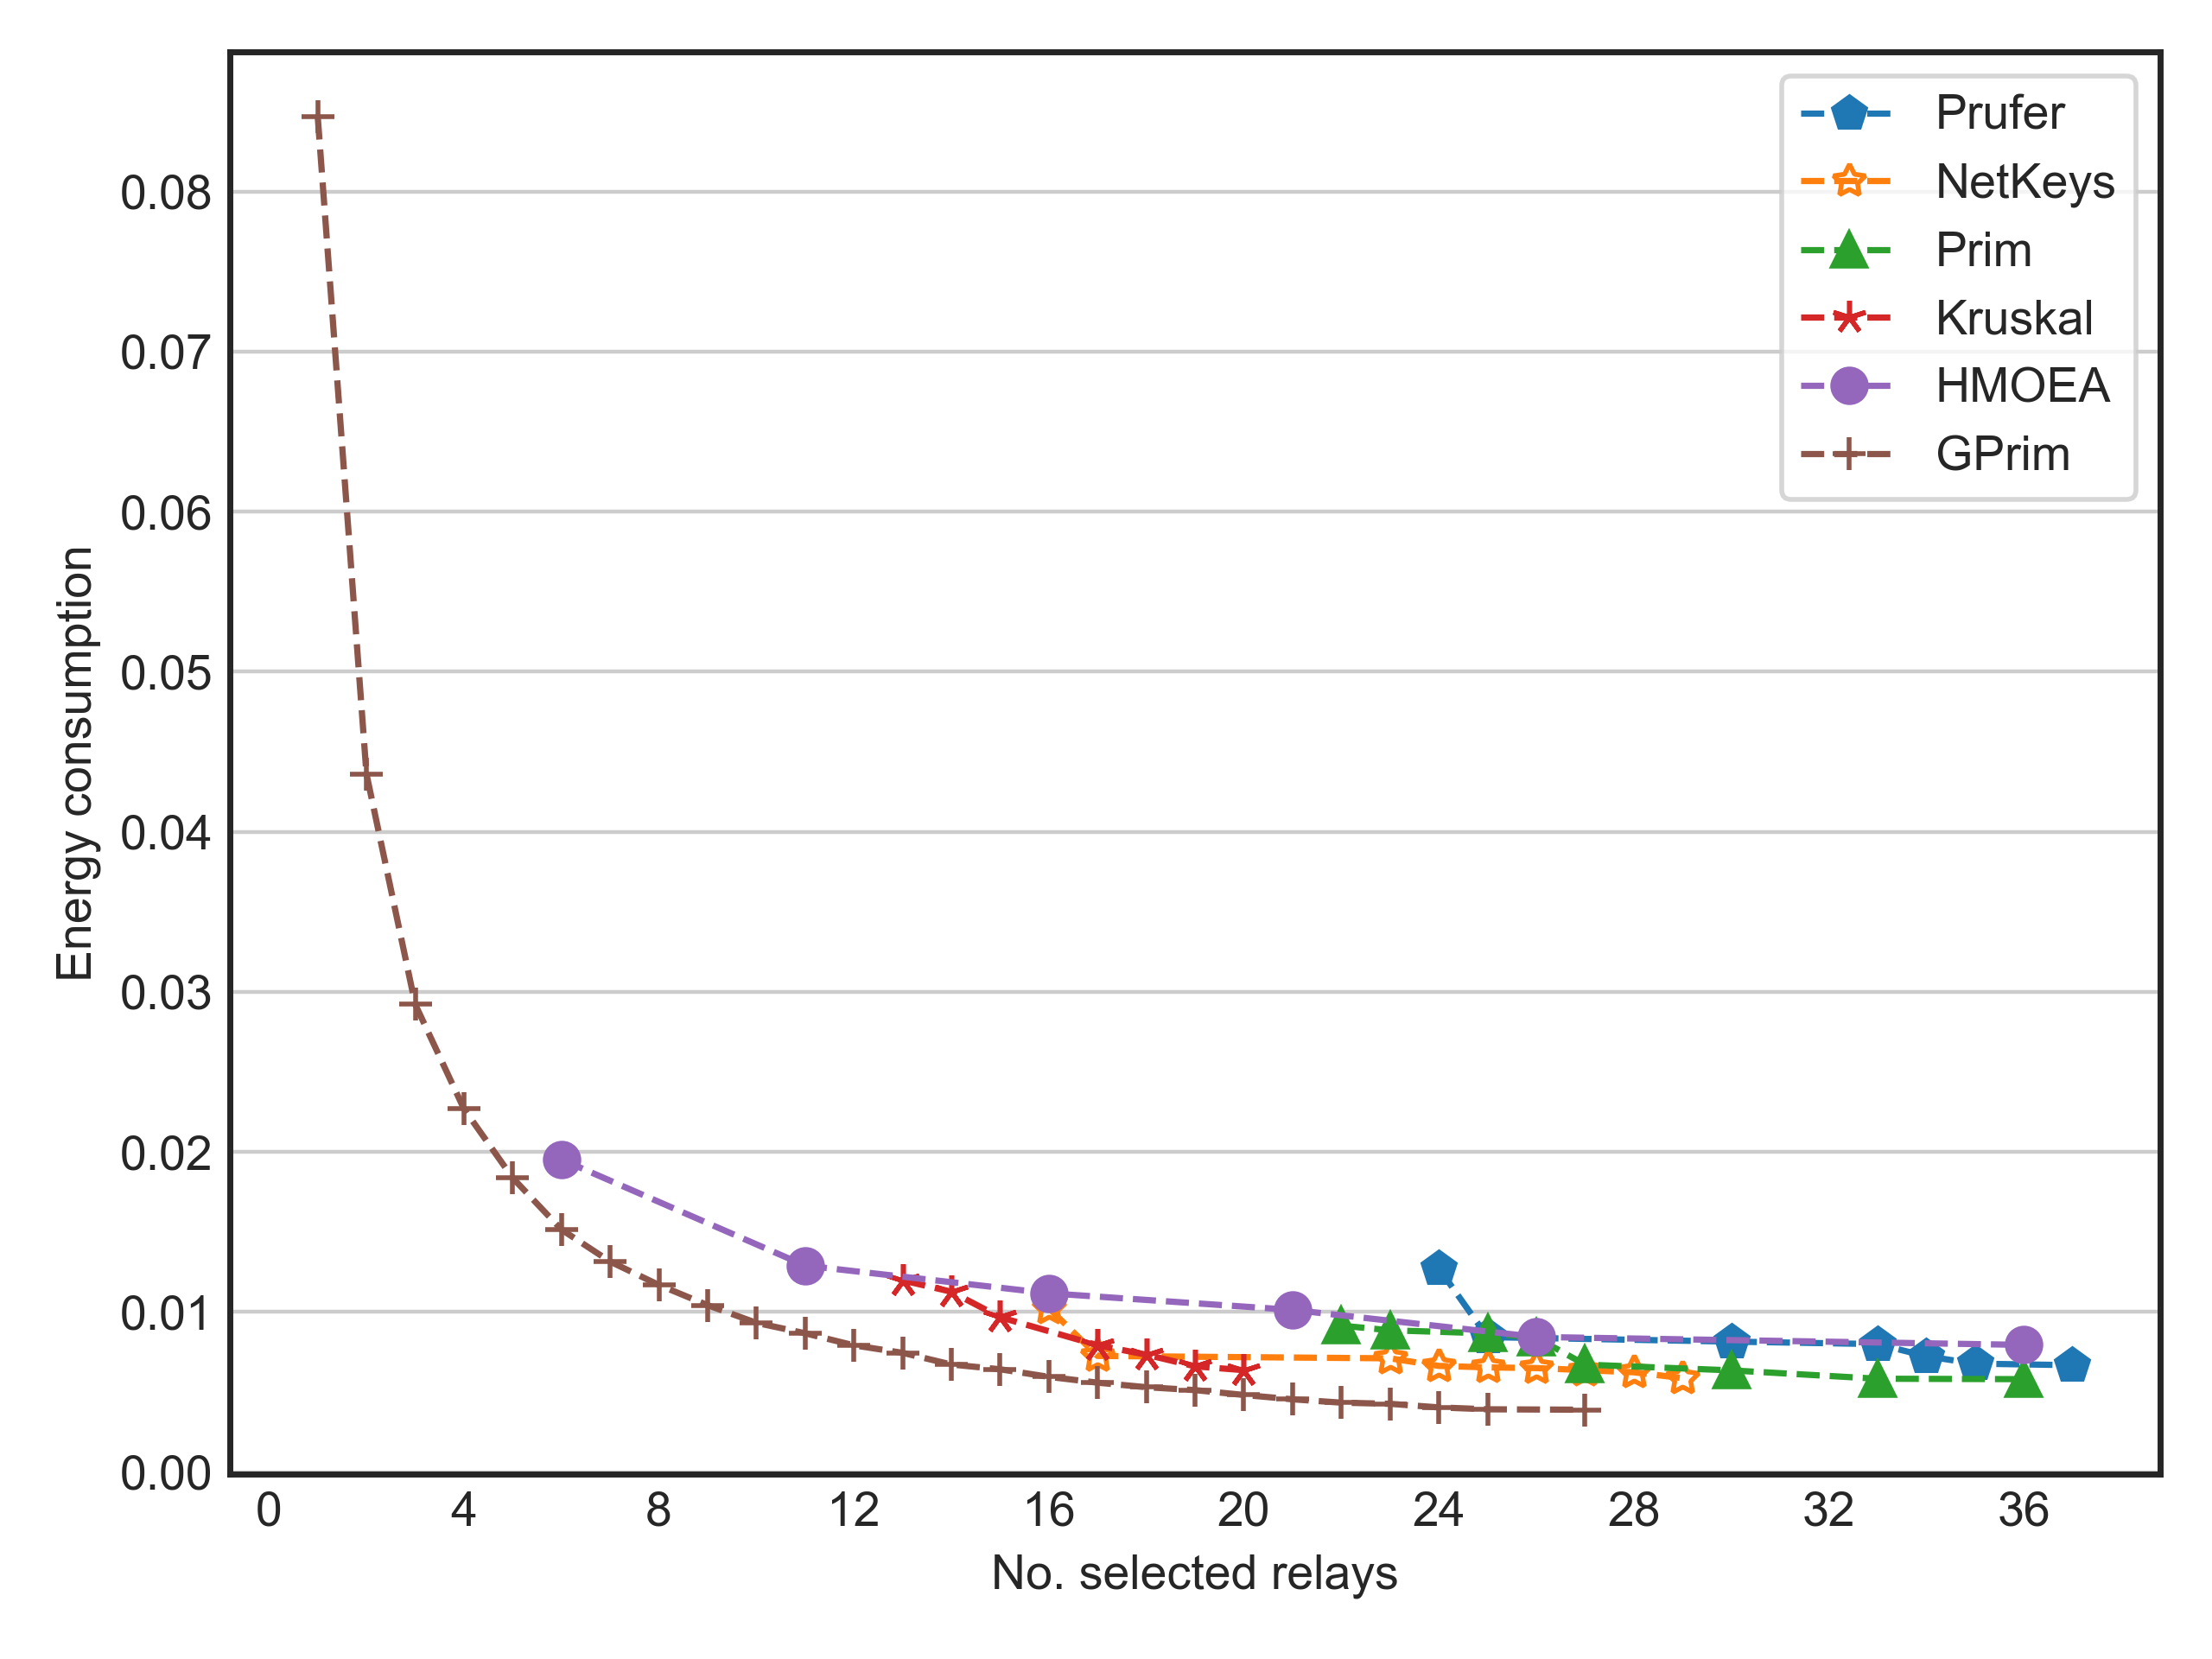 Prufer
NetKeys
Prim
Kruskal
HMOEA
GPrim
0.08
0.07
0.06
0.05
0.04
0.03
0.02
0.01
0.00
Energy consumption
0 4 8 12 16 20 24 28 32 36
No. selected relays